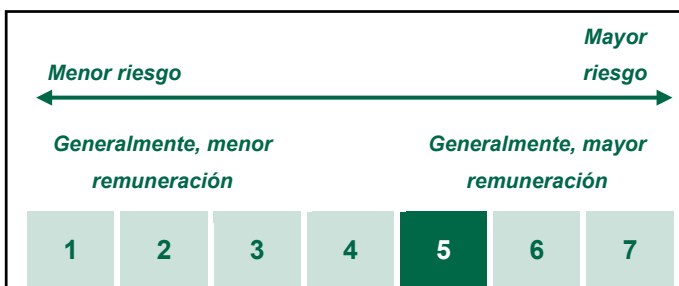 Mayor
Menor riesgo riesgo
Generalmente, menor Generalmente, mayor
remuneración remuneración
1 2 3 4 5 6 7